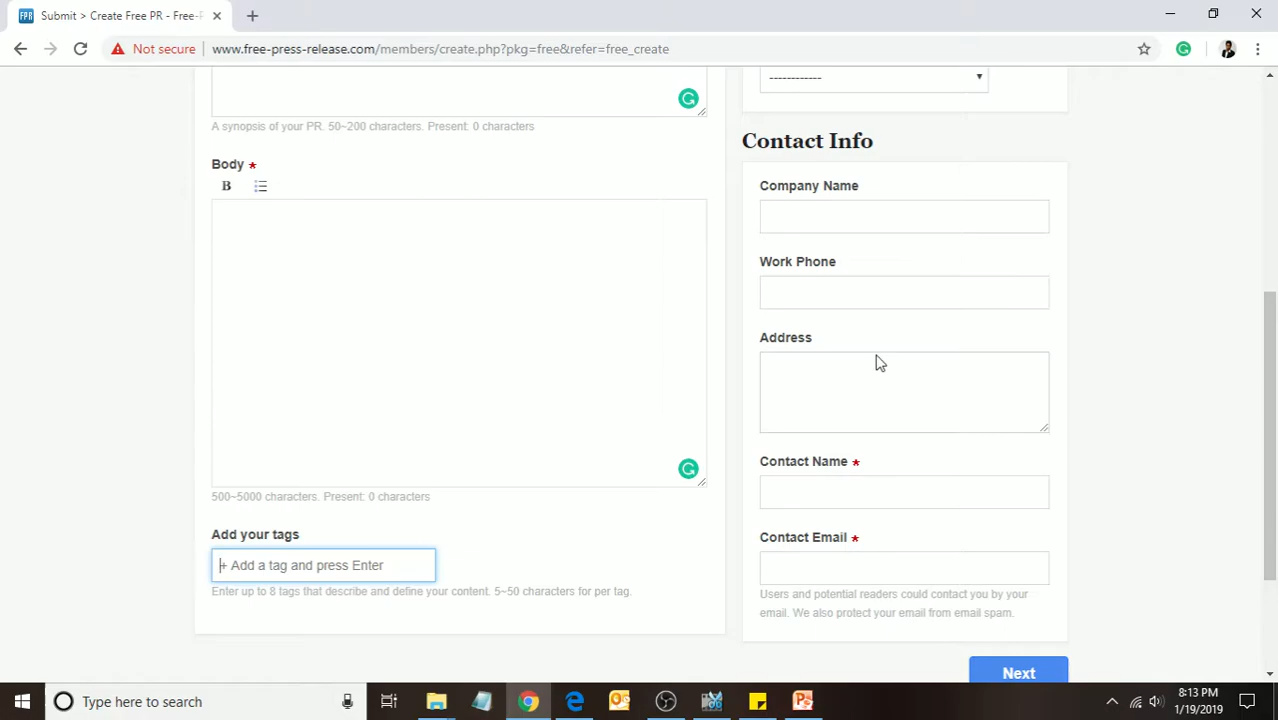 Submit > Create Free PR - Free-P
Not secure
www.free-press-release.com/members/create.php?pkg=free&refer=free_create
------------
A synopsis of your PR. 50~200 characters. Present: 0 characters
Body *
B
500~5000 characters. Present: 0 characters
Add your tags
+ Add a tag and press Enter
Enter up to 8 tags that describe and define your content. 5~50 characters for per tag.
Contact Info
Company Name
Work Phone
Address
Contact Name *
Contact Email *
Users and potential readers could contact you by your
email. We also protect your email from email spam.
Next
Type here to search
8:13 PM
1/19/2019